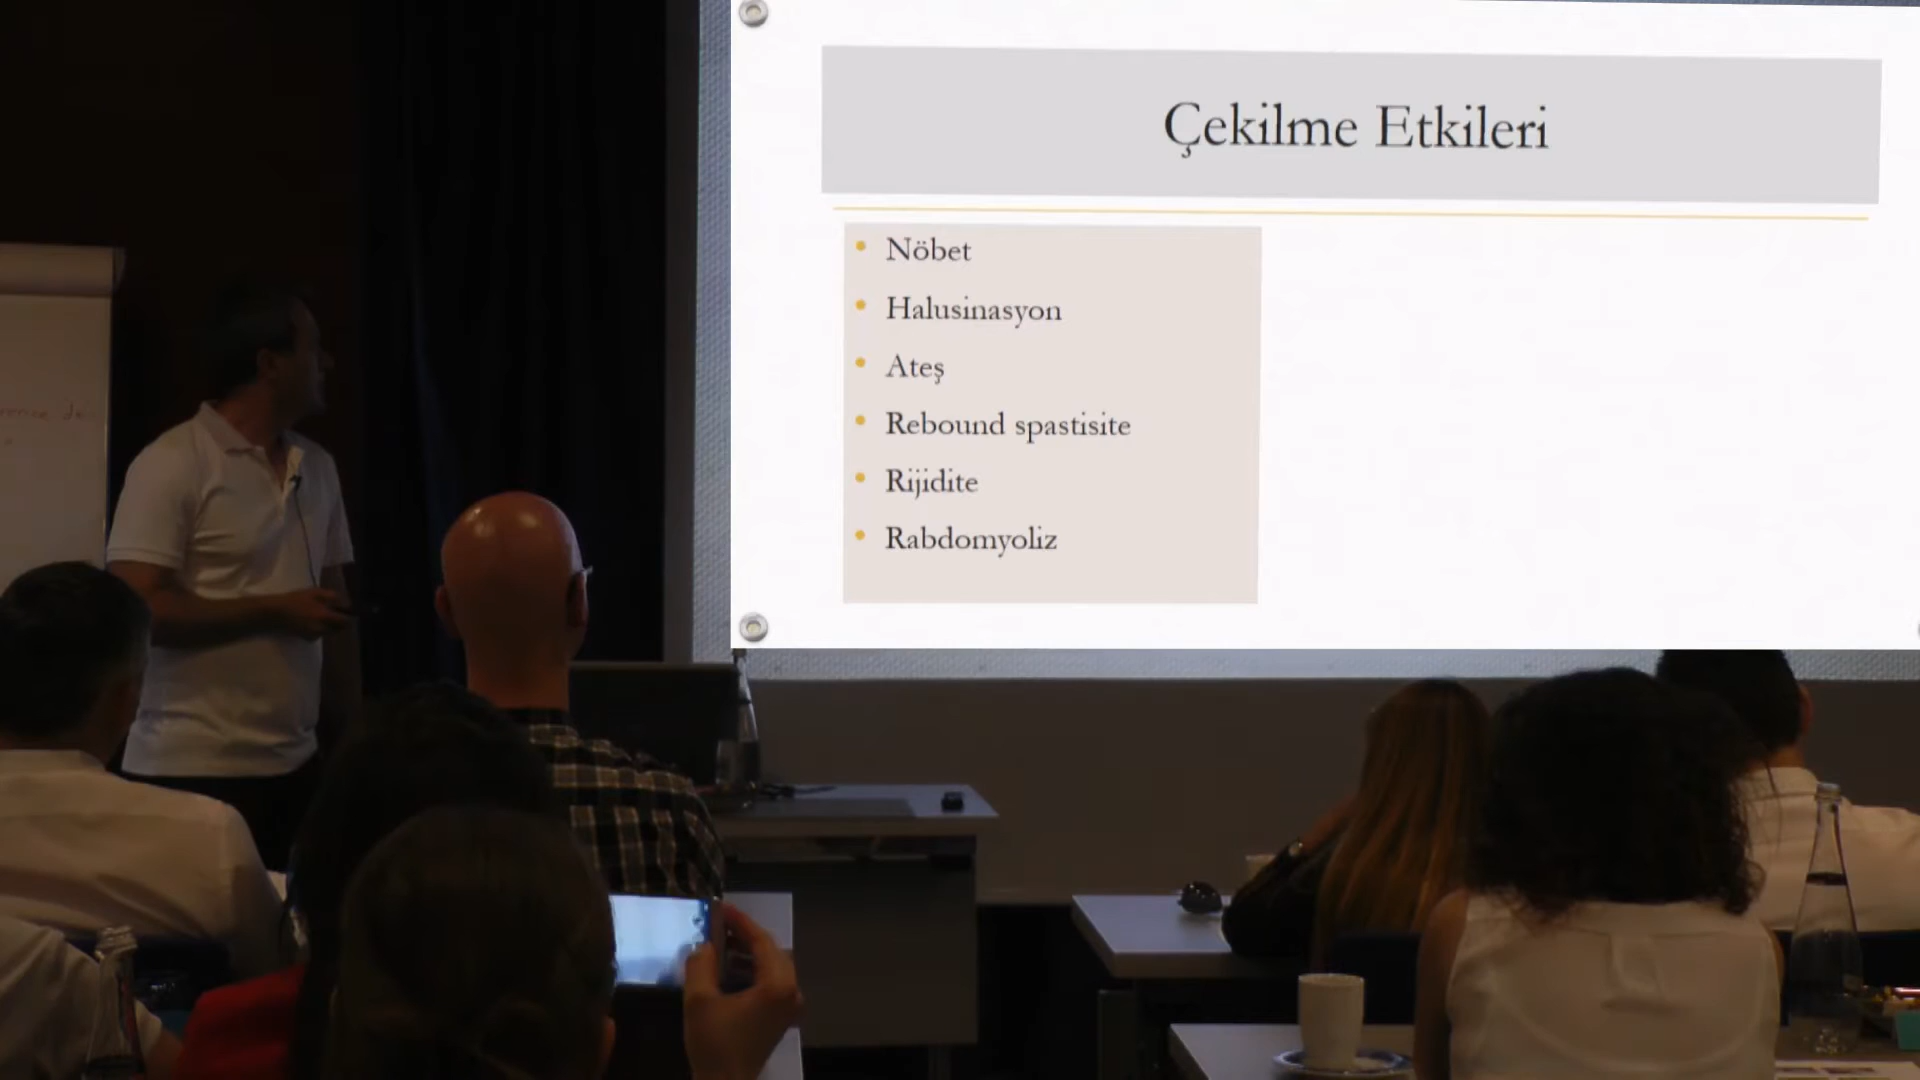 Çekilme Etkileri
• Nöbet
• Halusinasyon
• Ateş
• Rebound spastisite
• Rijidite
• Rabdomyoliz